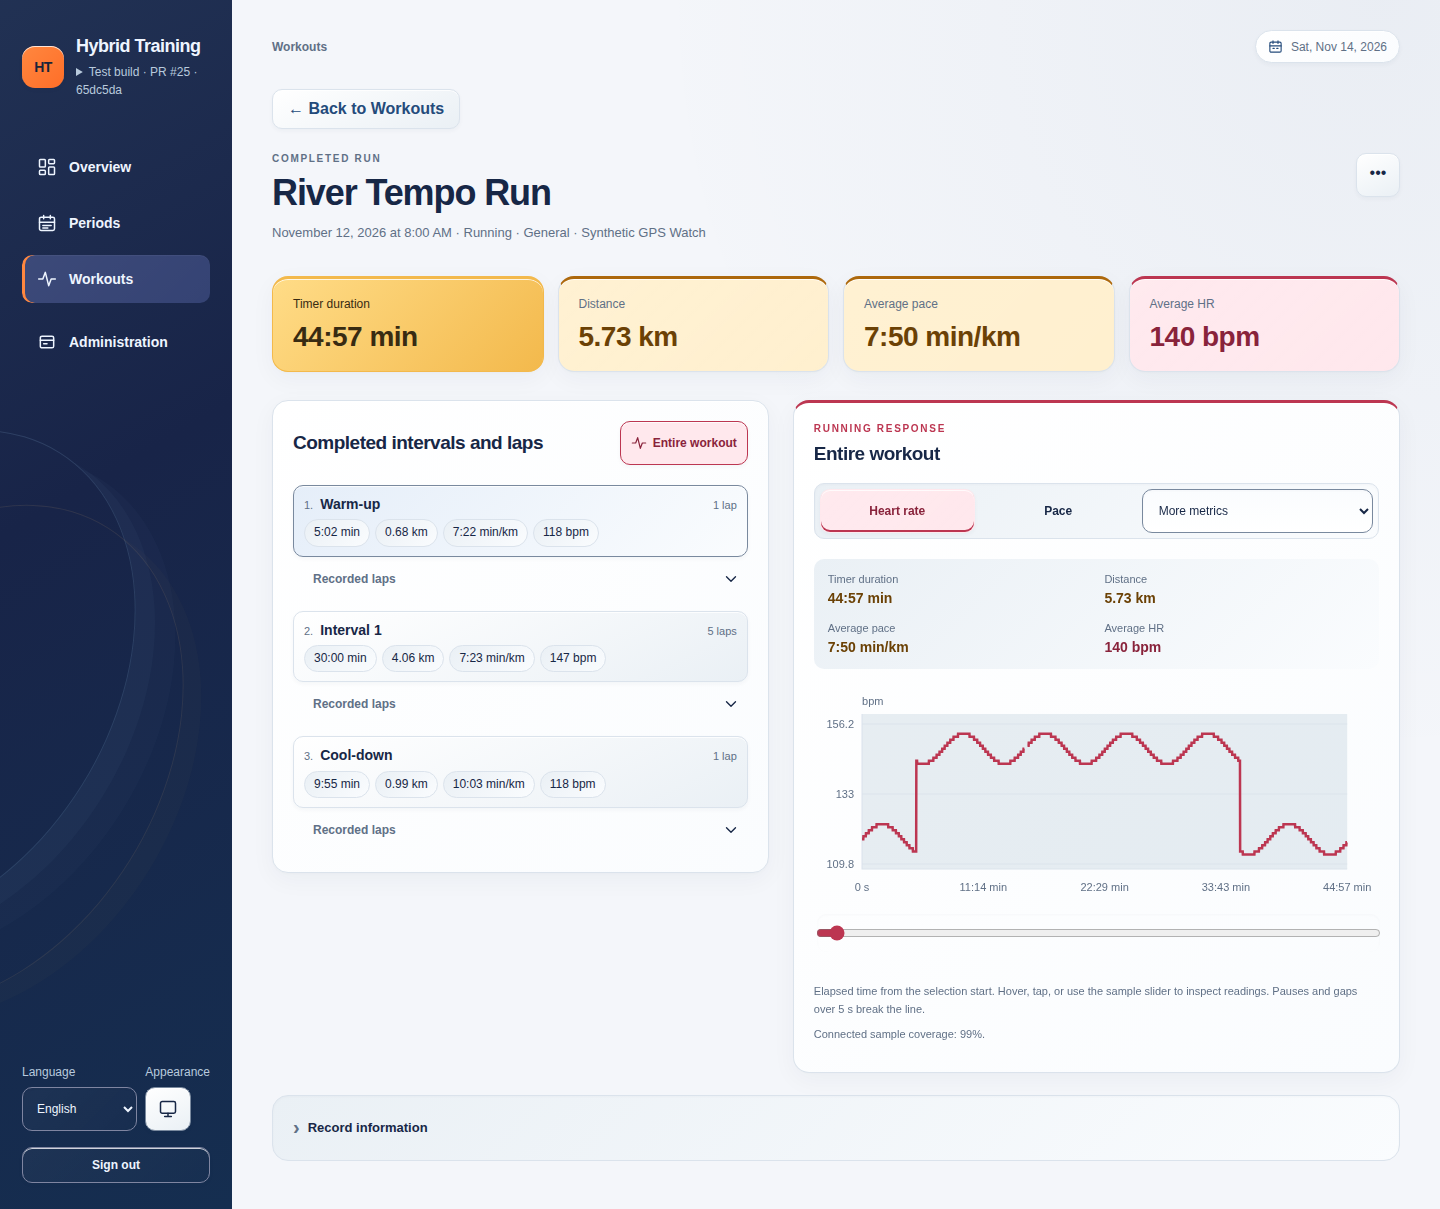 HT
Hybrid Training
Test build · PR #25 ·
65dc5da
Overview
Periods
Workouts
Administration
Language
Appearance
English
Sign out
Workouts
Sat, Nov 14, 2026
← Back to Workouts
COMPLETED RUN
River Tempo Run
•••
November 12, 2026 at 8:00 AM · Running · General · Synthetic GPS Watch
Timer duration
44:57 min
Distance
5.73 km
Average pace
7:50 min/km
Average HR
140 bpm
Completed intervals and laps
Entire workout
1. Warm-up
1 lap
5:02 min 0.68 km 7:22 min/km 118 bpm
Recorded laps
2. Interval 1
5 laps
30:00 min 4.06 km 7:23 min/km 147 bpm
Recorded laps
3. Cool-down
1 lap
9:55 min 0.99 km 10:03 min/km 118 bpm
Recorded laps
RUNNING RESPONSE
Entire workout
Heart rate
Pace
More metrics
Timer duration
44:57 min
Distance
5.73 km
Average pace
7:50 min/km
Average HR
140 bpm
bpm
156.2
133
109.8
0 s 11:14 min 22:29 min 33:43 min 44:57 min
Elapsed time from the selection start. Hover, tap, or use the sample slider to inspect readings. Pauses and gaps
over 5 s break the line.
Connected sample coverage: 99%.
› Record information